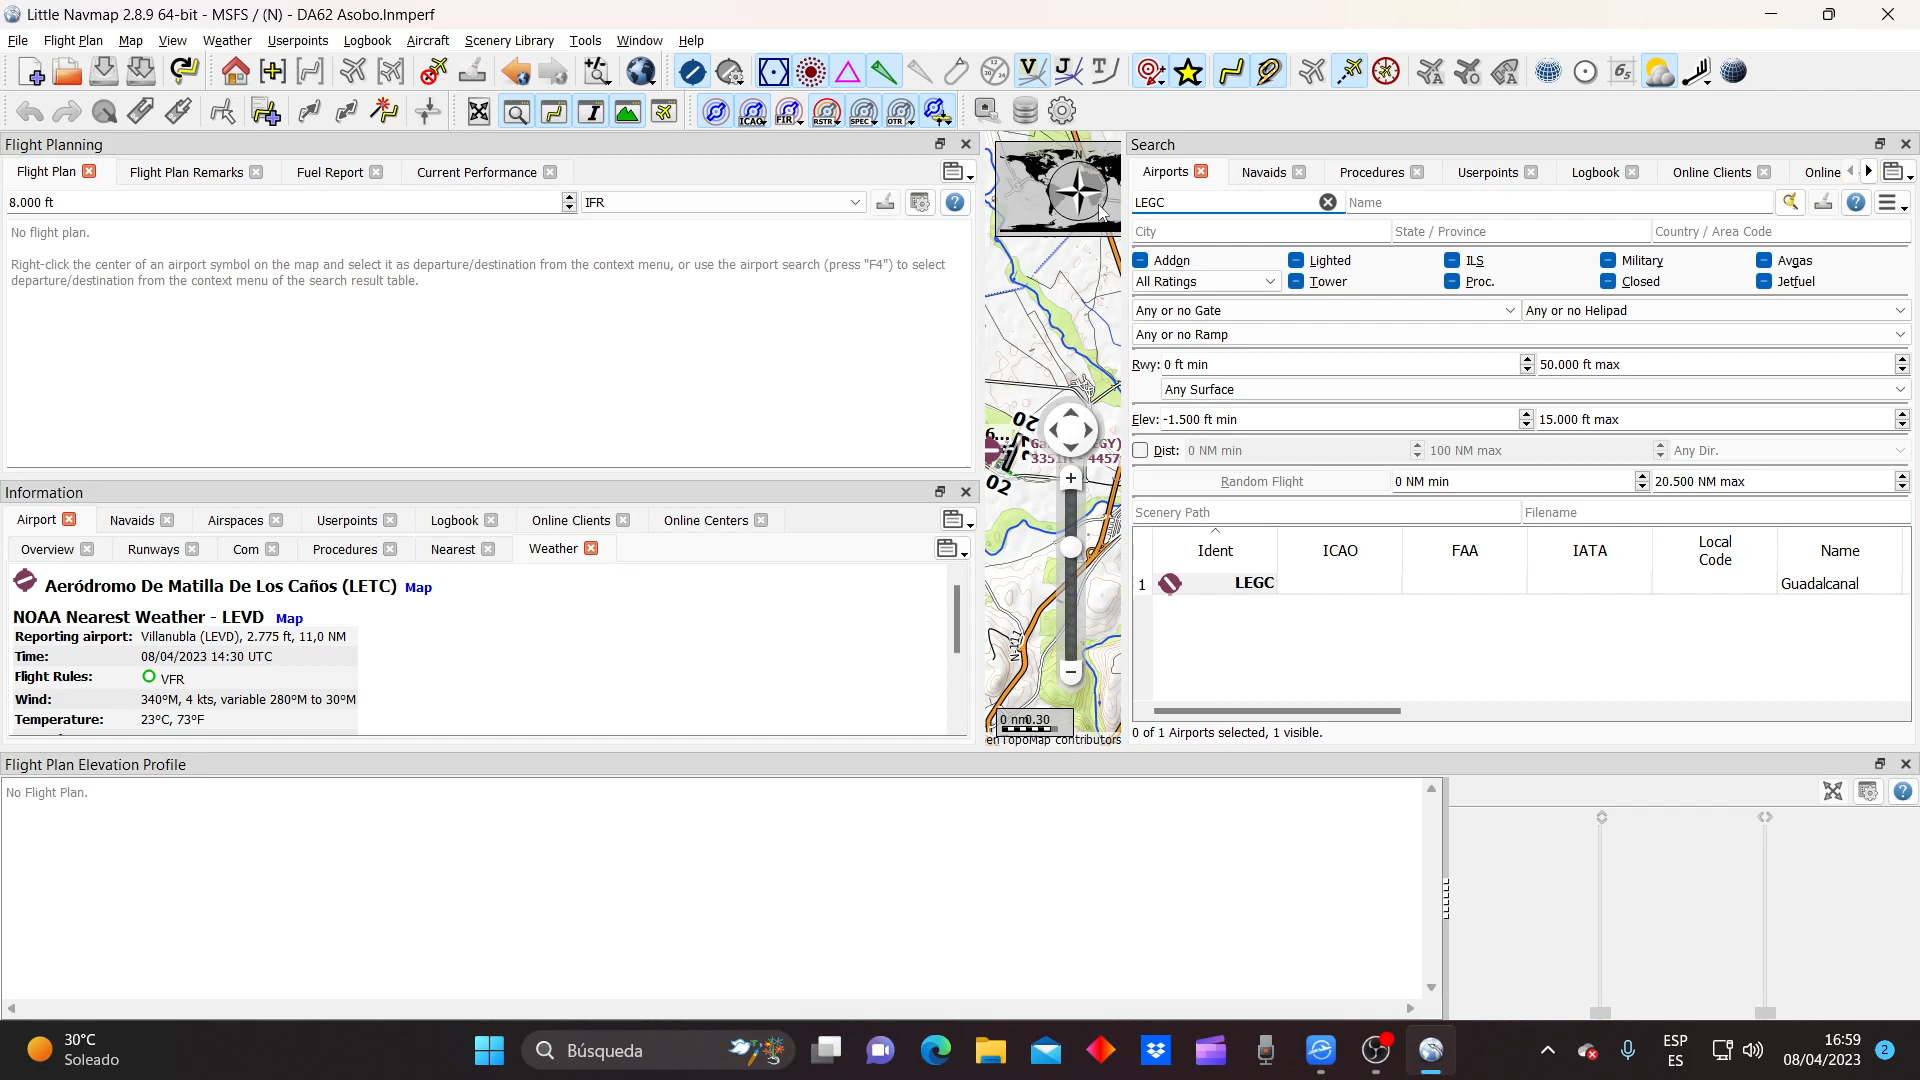 Little Navmap 2.8.9 64-bit - MSFS / (N) - DA62 Asobo.lnmperf
File Flight Plan Map View Weather Userpoints Logbook Aircraft Scenery Library Tools Window Help
Flight Planning
Flight Plan Flight Plan Remarks Fuel Report Current Performance
8.000 ft IFR
No flight plan.
Right-click the center of an airport symbol on the map and select it as departure/destination from the context menu, or use the airport search (press "F4") to select
departure/destination from the context menu of the search result table.
Information
Airport Navaids Airspaces Userpoints Logbook Online Clients Online Centers
Overview Runways Com Procedures Nearest Weather
Aeródromo De Matilla De Los Caños (LETC) Map
NOAA Nearest Weather - LEVD Map
Reporting airport: Villanubla (LEVD), 2.775 ft, 11,0 NM
Time: 08/04/2023 14:30 UTC
Flight Rules: VFR
Wind: 340°M, 4 kts, variable 280°M to 30°M
Temperature: 23°C, 73°F
N
20
02
N-111
0 nm 0.30
enTopoMap contributors
Search
Airports Navaids Procedures Userpoints Logbook Online Clients Online
LEGC Name
City State / Province Country / Area Code
Addon Lighted ILS Military Avgas
All Ratings Tower Proc. Closed Jetfuel
Any or no Gate Any or no Helipad
Any or no Ramp
Rwy: 0 ft min 50.000 ft max
Any Surface
Elev: -1.500 ft min 15.000 ft max
Dist: 0 NM min 100 NM max Any Dir.
Random Flight 0 NM min 20.500 NM max
Scenery Path Filename
Ident ICAO FAA IATA Local Code Name
1 LEGC Guadalcanal
0 of 1 Airports selected, 1 visible.
Flight Plan Elevation Profile
No Flight Plan.
30°C
Soleado
Búsqueda
ESP
ES
16:59
08/04/2023
2